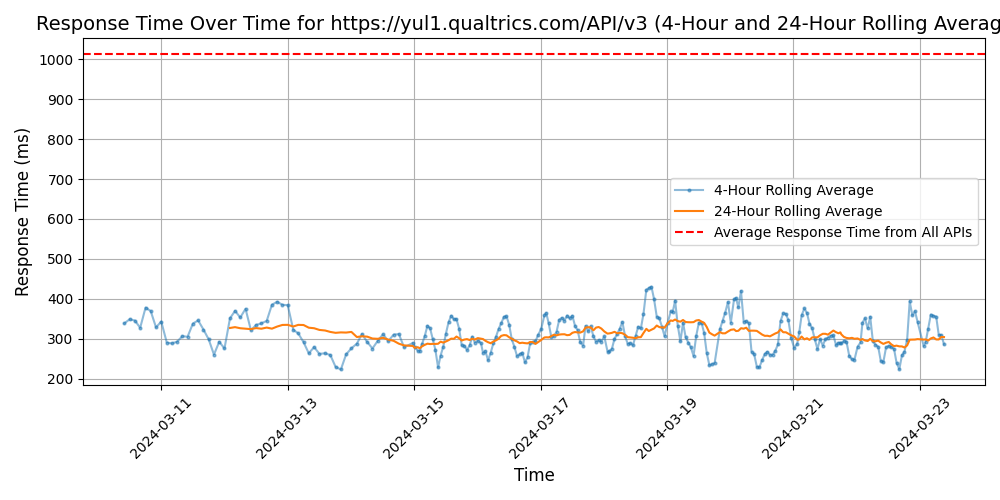 Response Time Over Time for https://yul1.qualtrics.com/API/v3 (4-Hour and 24-Hour Rolling Averag
1000
900
800
700
600
500
400
300
200
Response Time (ms)
4-Hour Rolling Average
24-Hour Rolling Average
Average Response Time from All APIs
2024-03-11
2024-03-13
2024-03-15
2024-03-17
2024-03-19
2024-03-21
2024-03-23
Time